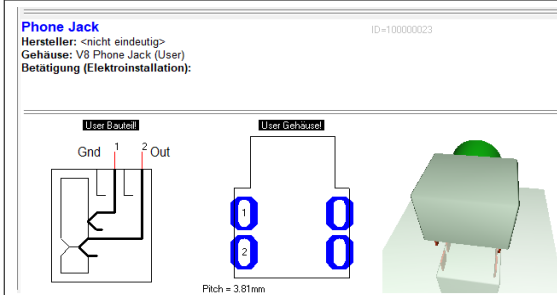 Phone Jack
ID=100000023
Hersteller: <nicht eindeutig>
Gehäuse: V8 Phone Jack (User)
Betätigung (Elektroinstallation):
User Bauteil!
User Gehäuse!
Gnd 1 2 Out
1
2
Pitch = 3.81mm